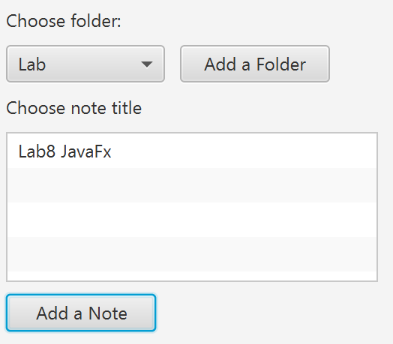 Choose folder:
Lab Add a Folder
Choose note title
Lab8 JavaFx
Add a Note